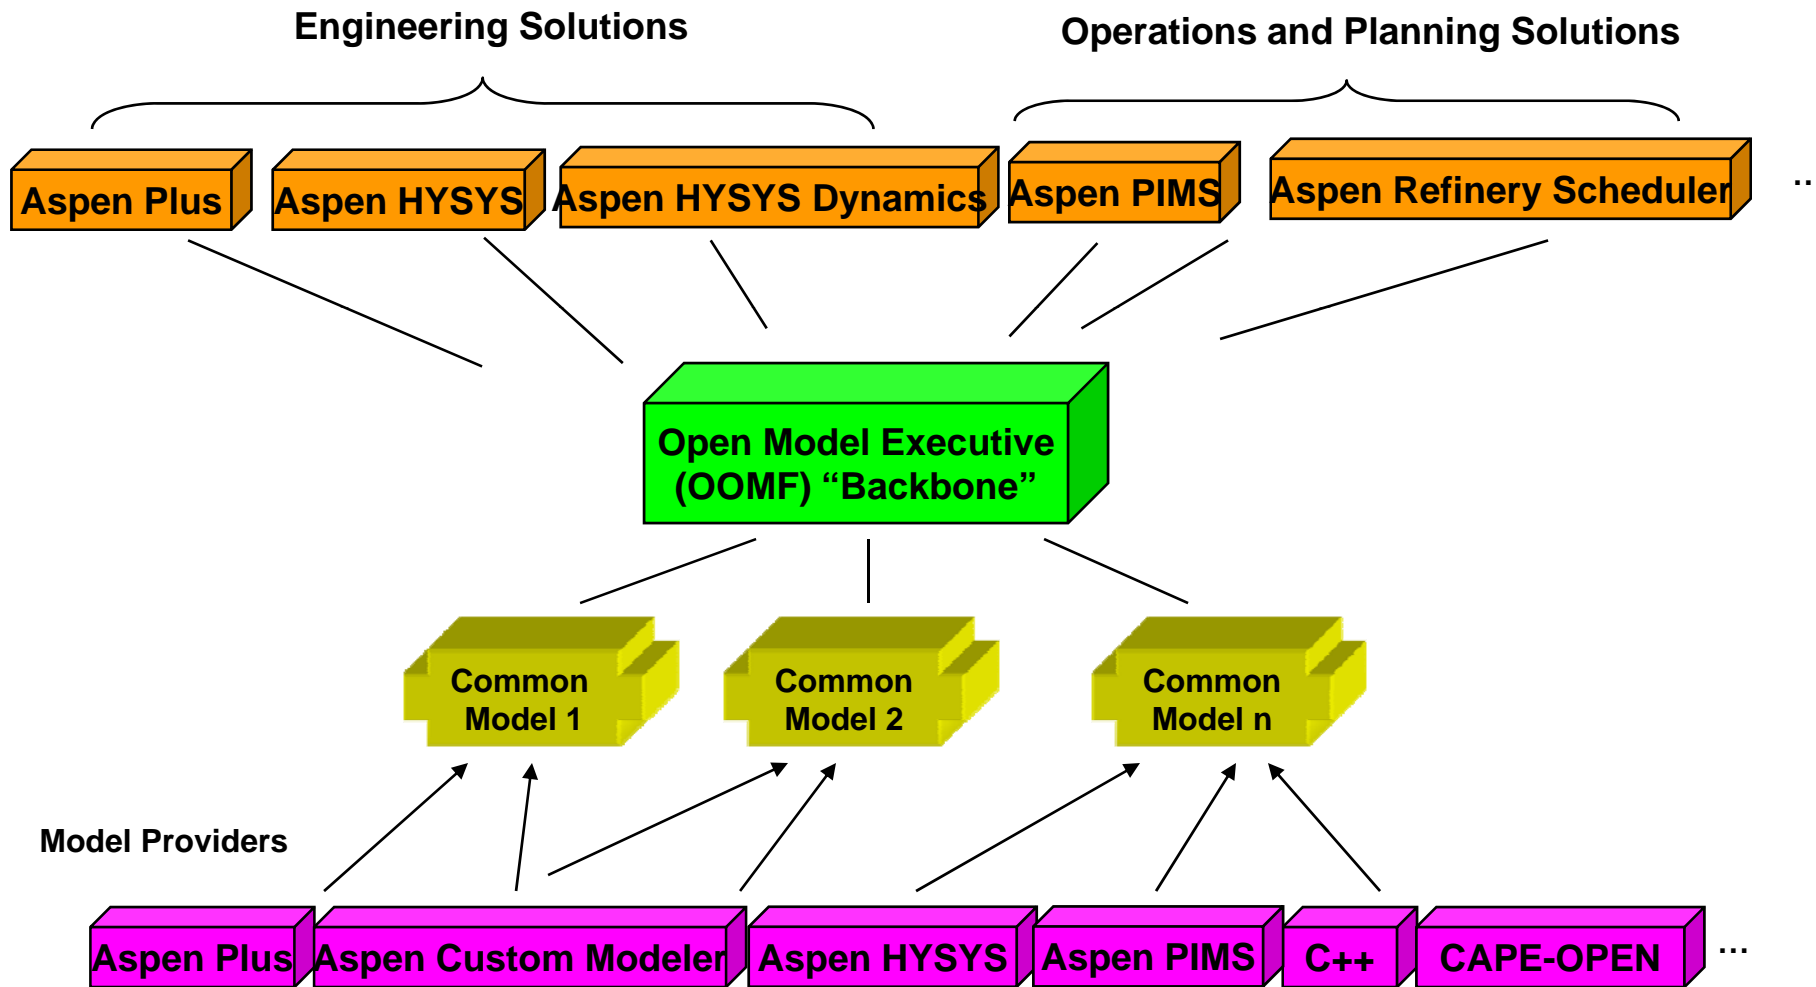 Engineering Solutions
Operations and Planning Solutions
Aspen Plus
Aspen HYSYS
Aspen HYSYS Dynamics
Aspen PIMS
Aspen Refinery Scheduler
..
Open Model Executive
(OOMF) “Backbone”
Common
Model 1
Common
Model 2
Common
Model n
Model Providers
Aspen Plus
Aspen Custom Modeler
Aspen HYSYS
Aspen PIMS
C++
CAPE-OPEN
...